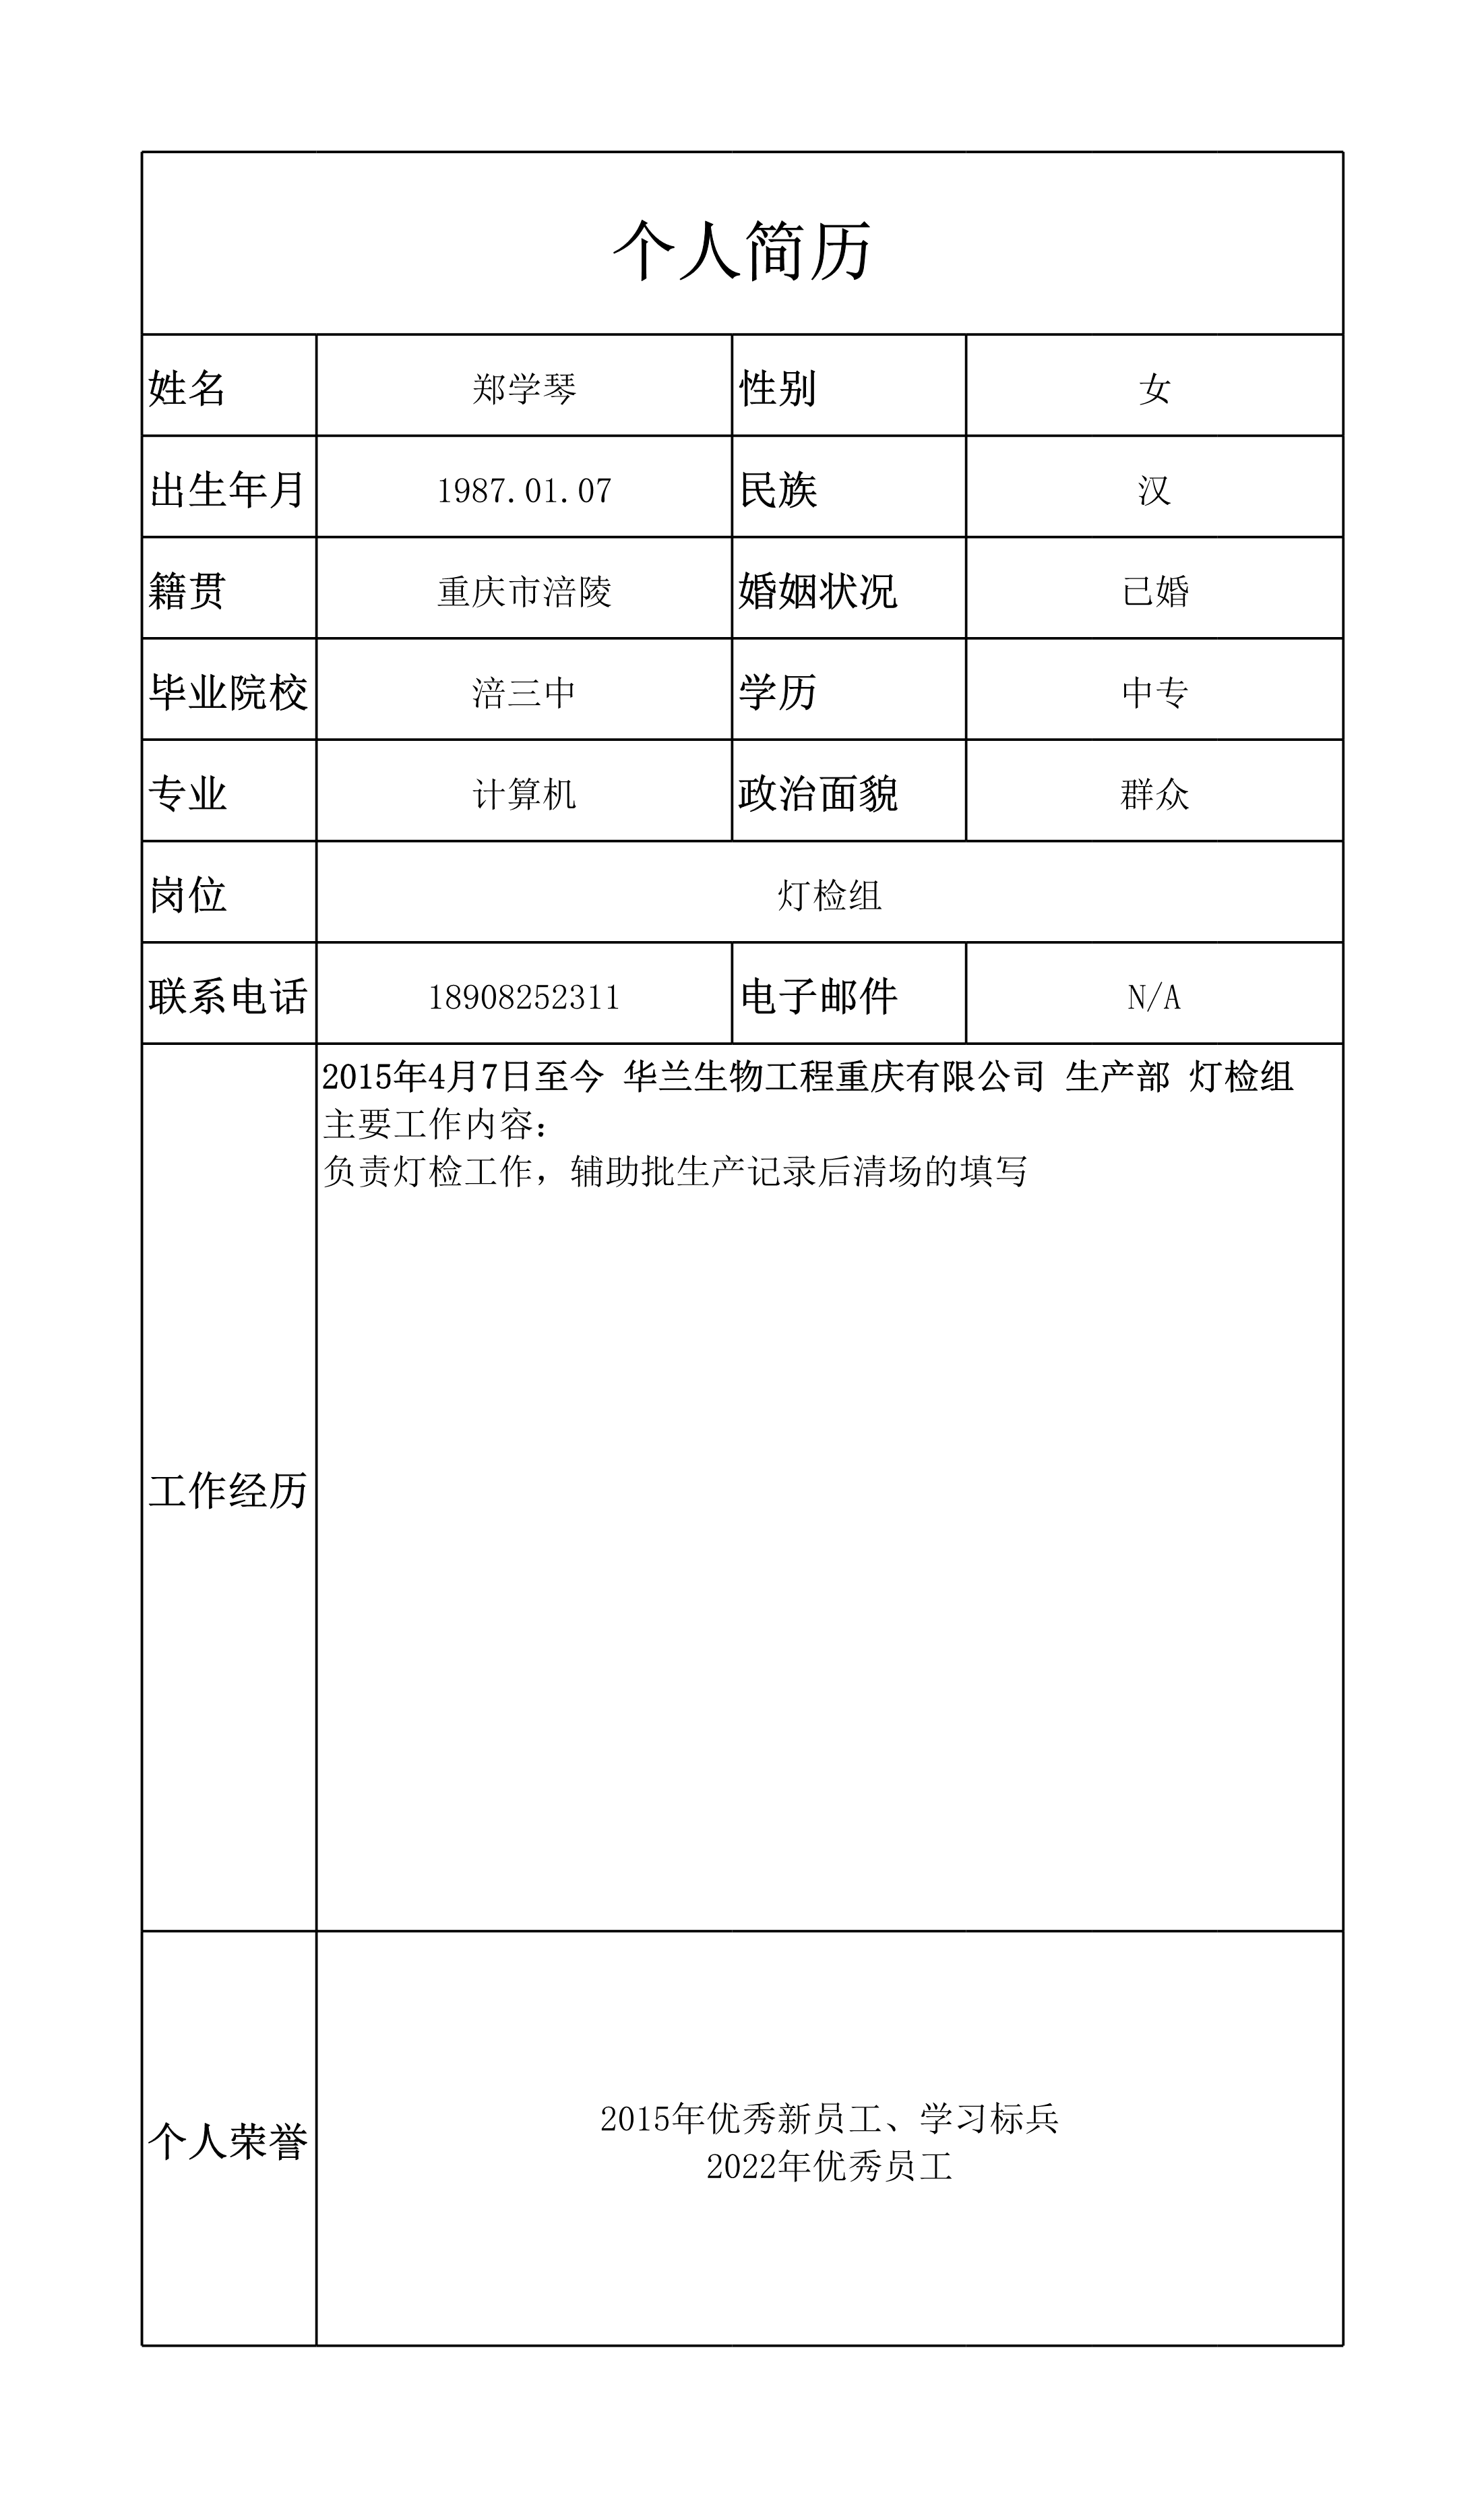 个人简历
姓名 郑学琴 性别 女
出生年月 1987.01.07 民族 汉
籍贯 重庆市涪陵 婚姻状况 已婚
毕业院校 涪三中 学历 中专
专业 计算机 政治面貌 群众
岗位 灯检组
联系电话 18908252311 电子邮件 N/A
2015年4月7日至今 华兰生物工程重庆有限公司 生产部 灯检组
主要工作内容：
负责灯检工作，辅助批生产记录后清场的填写
工作经历
2015年优秀新员工、学习标兵
个人荣誉
2022年优秀员工